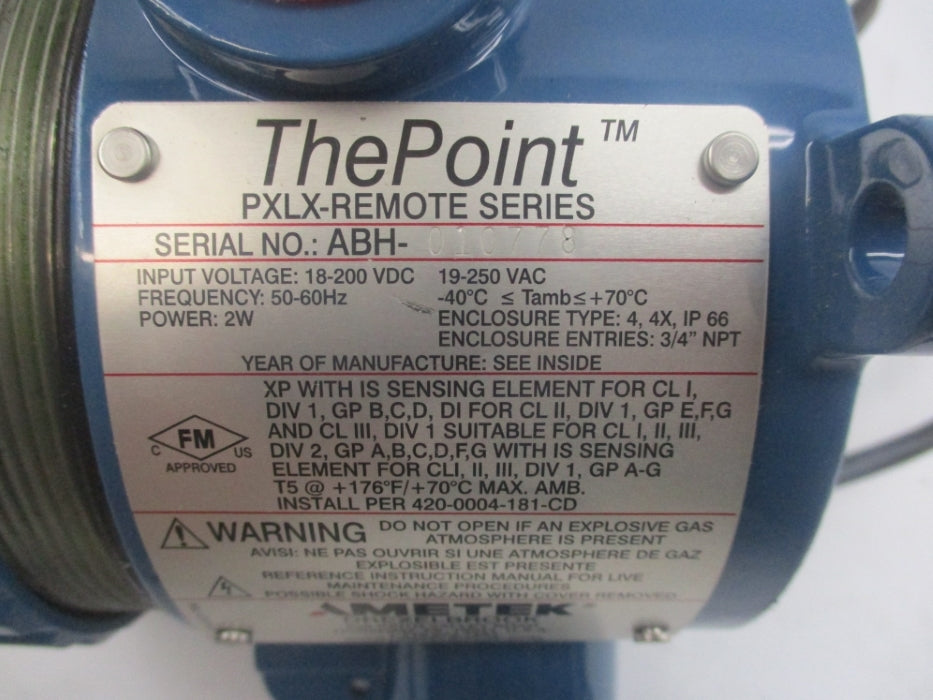 ThePoint™
PXLX-REMOTE SERIES
SERIAL NO.: ABH- 010778
INPUT VOLTAGE: 18-200 VDC 19-250 VAC
FREQUENCY: 50-60Hz -40°C ≤ Tamb≤+70°C
POWER: 2W ENCLOSURE TYPE: 4, 4X, IP 66
ENCLOSURE ENTRIES: 3/4" NPT
YEAR OF MANUFACTURE: SEE INSIDE
XP WITH IS SENSING ELEMENT FOR CL I,
DIV 1, GP B,C,D, DI FOR CL II, DIV 1, GP E,F,G
AND CL III, DIV 1 SUITABLE FOR CL I, II, III,
DIV 2, GP A,B,C,D,F,G WITH IS SENSING
ELEMENT FOR CLI, II, III, DIV 1, GP A-G
T5 @ +176°F/+70°C MAX. AMB.
INSTALL PER 420-0004-181-CD
C FM US
APPROVED
WARNING DO NOT OPEN IF AN EXPLOSIVE GAS
ATMOSPHERE IS PRESENT
AVISI: NE PAS OUVRIR SI UNE ATMOSPHERE DE GAZ
EXPLOSIBLE EST PRESENTE
REFERENCE INSTRUCTION MANUAL FOR LIVE
MAINTENANCE PROCEDURES
POSSIBLE SHOCK HAZARD WITH COVER REMOVED
AMETEK®
DREXELBROOK